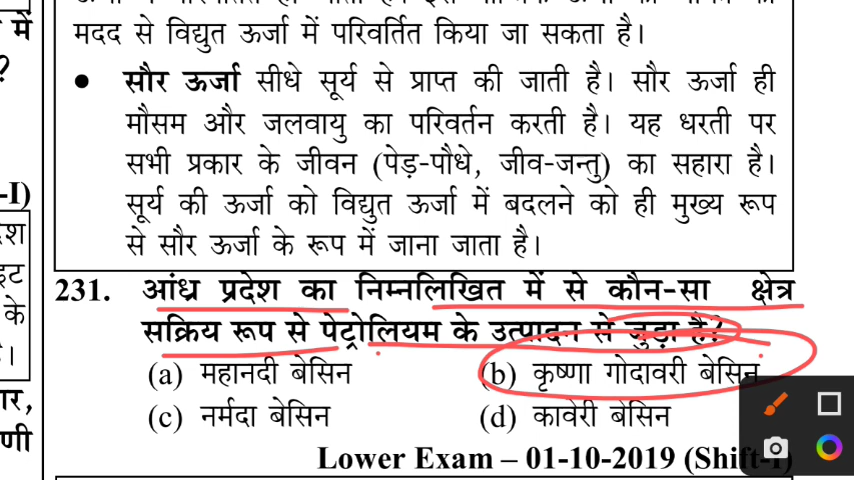 में
मदद से विद्युत ऊर्जा में परिवर्तित किया जा सकता है।
?
● सौर ऊर्जा सीधे सूर्य से प्राप्त की जाती है। सौर ऊर्जा ही
मौसम और जलवायु का परिवर्तन करती है। यह धरती पर
सभी प्रकार के जीवन (पेड़-पौधे, जीव-जन्तु) का सहारा है।
-I)
सूर्य की ऊर्जा को विद्युत ऊर्जा में बदलने को ही मुख्य रूप
से सौर ऊर्जा के रूप में जाना जाता है।
के
231. आंध्र प्रदेश का निम्नलिखित में से कौन-सा क्षेत्र
सक्रिय रूप से पेट्रोलियम के उत्पादन से जुड़ा है?
(a) महानदी बेसिन (b) कृष्णा गोदावरी बेसिन
(c) नर्मदा बेसिन (d) कावेरी बेसिन
Lower Exam – 01-10-2019 (Shift-I)